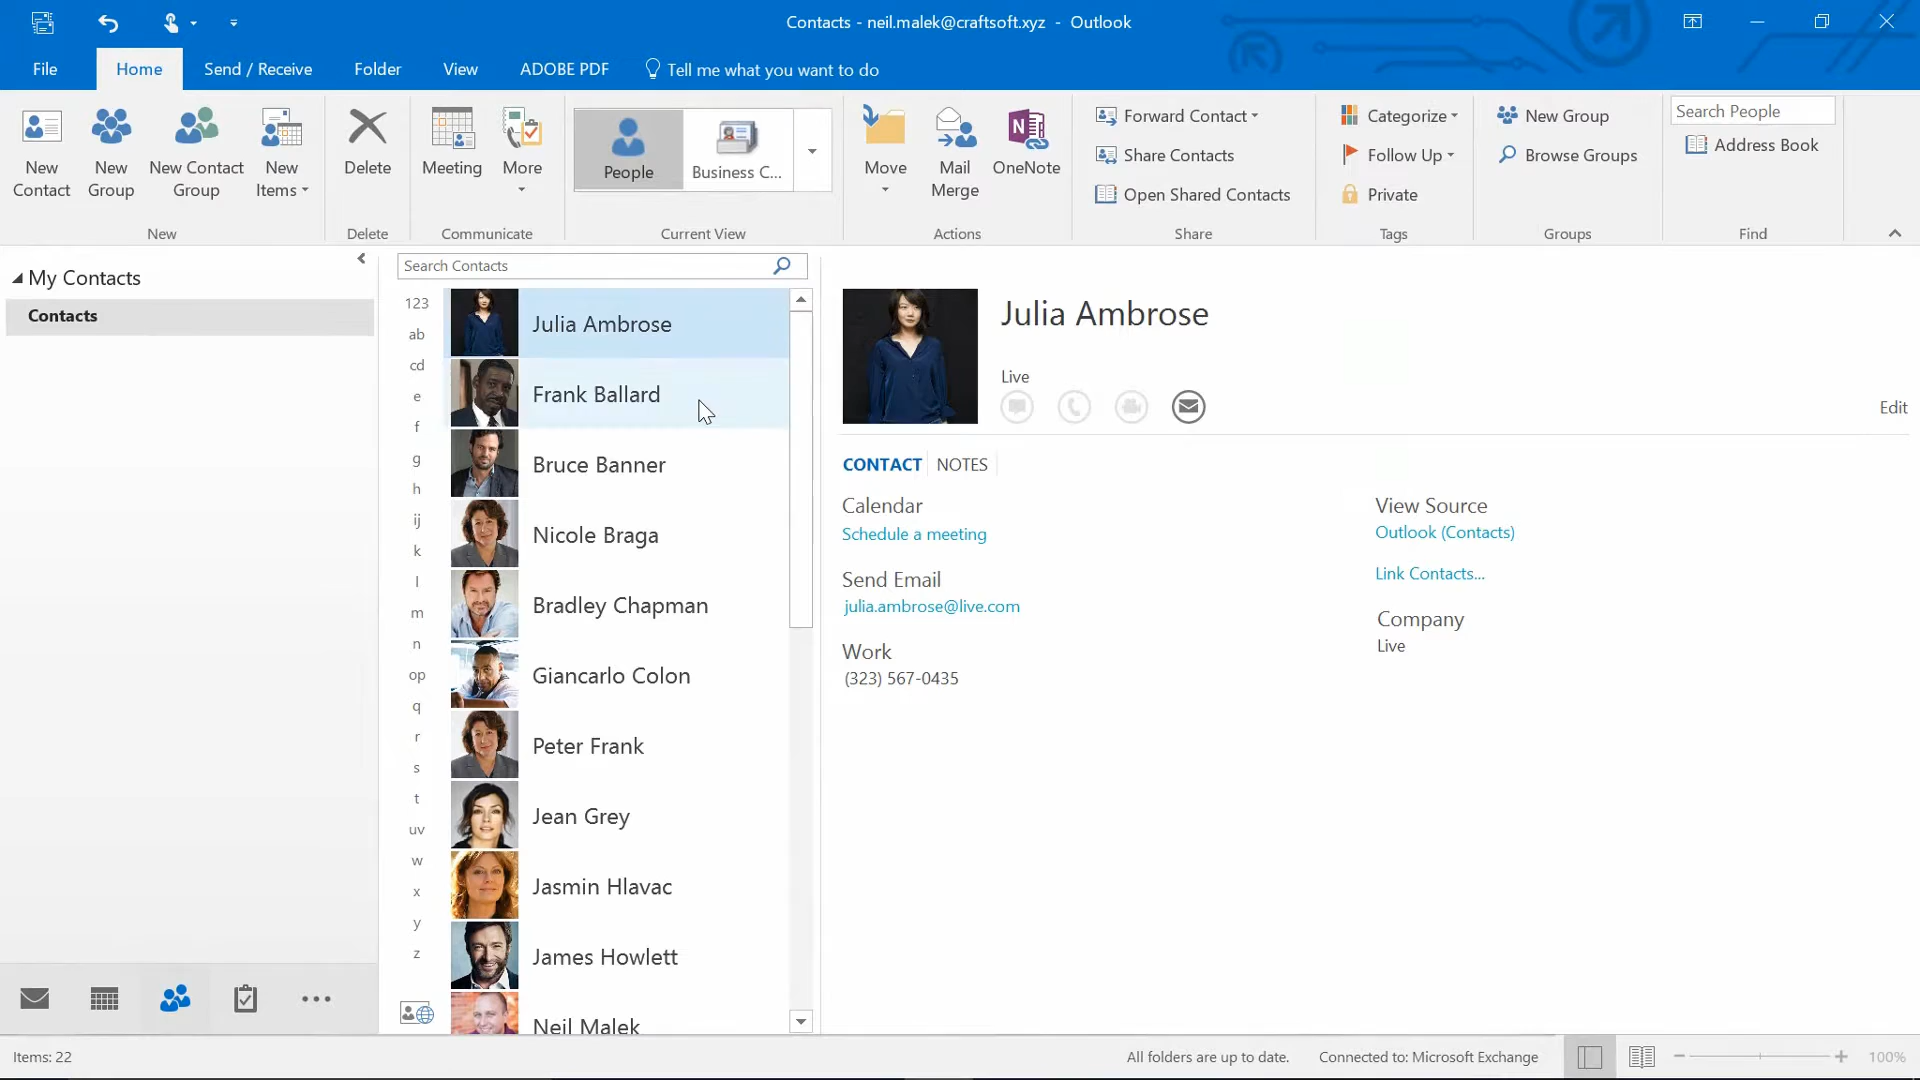 Contacts - neil.malek@craftsoft.xyz - Outlook
File Home Send / Receive Folder View ADOBE PDF Tell me what you want to do
New Contact
New Group
New Contact Group
New Items
New
Delete
Delete
Meeting
More
Communicate
People
Business C...
Current View
Move
Mail Merge
OneNote
Actions
Forward Contact
Share Contacts
Open Shared Contacts
Share
Categorize
Follow Up
Private
Tags
New Group
Browse Groups
Groups
Search People
Address Book
Find
My Contacts
Contacts
Search Contacts
123
ab
cd
e
f
g
h
ij
k
l
m
n
op
q
r
s
t
uv
w
x
y
z
Julia Ambrose
Frank Ballard
Bruce Banner
Nicole Braga
Bradley Chapman
Giancarlo Colon
Peter Frank
Jean Grey
Jasmin Hlavac
James Howlett
Neil Malek
Julia Ambrose
Live
Edit
CONTACT NOTES
Calendar
Schedule a meeting
Send Email
julia.ambrose@live.com
Work
(323) 567-0435
View Source
Outlook (Contacts)
Link Contacts...
Company
Live
Items: 22
All folders are up to date. Connected to: Microsoft Exchange 100%